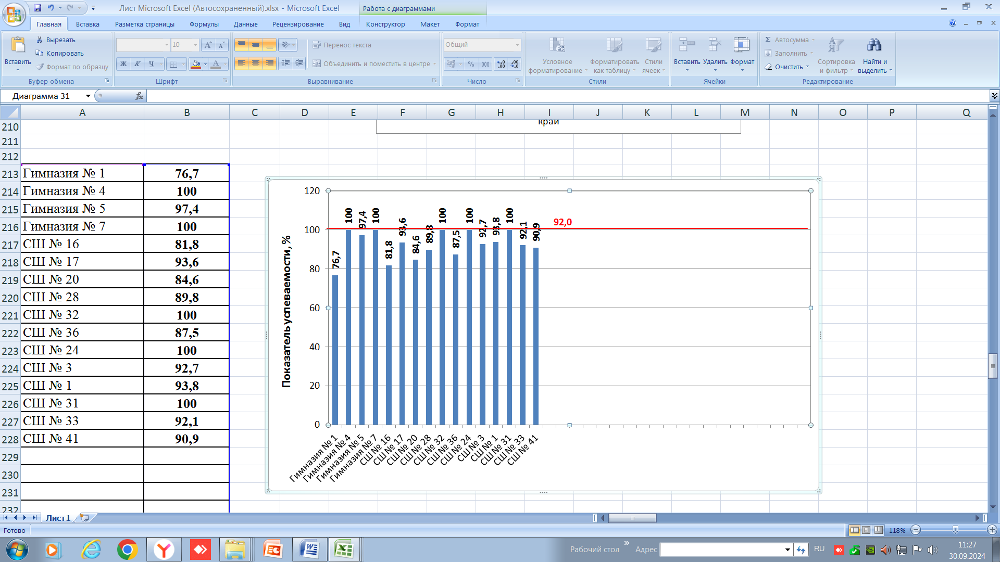 Лист Microsoft Excel (Автосохраненный).xlsx - Microsoft Excel
Работа с диаграммами
Главная Вставка Разметка страницы Формулы Данные Рецензирование Вид Конструктор Макет Формат
Вставить
Вырезать
Копировать
Формат по образцу
Буфер обмена
10
Ж К Ч
Шрифт
Перенос текста
Объединить и поместить в центре
Выравнивание
Общий
% 000
Число
Условное форматирование
Форматировать как таблицу
Стили ячеек
Стили
Вставить Удалить Формат
Ячейки
Σ Автосумма
Заполнить
Очистить
Сортировка и фильтр
Найти и выделить
Редактирование
Диаграмма 31
fx
A B C D E F G H I J K L M N O P Q
210
край
211
212
213 Гимназия № 1 76,7
214 Гимназия № 4 100
215 Гимназия № 5 97,4
216 Гимназия № 7 100
217 СШ № 16 81,8
218 СШ № 17 93,6
219 СШ № 20 84,6
220 СШ № 28 89,8
221 СШ № 32 100
222 СШ № 36 87,5
223 СШ № 24 100
224 СШ № 3 92,7
225 СШ № 1 93,8
226 СШ № 31 100
227 СШ № 33 92,1
228 СШ № 41 90,9
229
230
231
232
Показатель успеваемости, %
120
100
80
60
40
20
0
76,7 100 97,4 100 81,8 93,6 84,6 89,8 100 87,5 100 92,7 93,8 100 92,1 90,9
92,0
Гимназия № 1
Гимназия № 4
Гимназия № 5
Гимназия № 7
СШ № 16
СШ № 17
СШ № 20
СШ № 28
СШ № 32
СШ № 36
СШ № 24
СШ № 3
СШ № 1
СШ № 31
СШ № 33
СШ № 41
Лист1
Готово
118%
Рабочий стол » Адрес
RU
11:27
30.09.2024